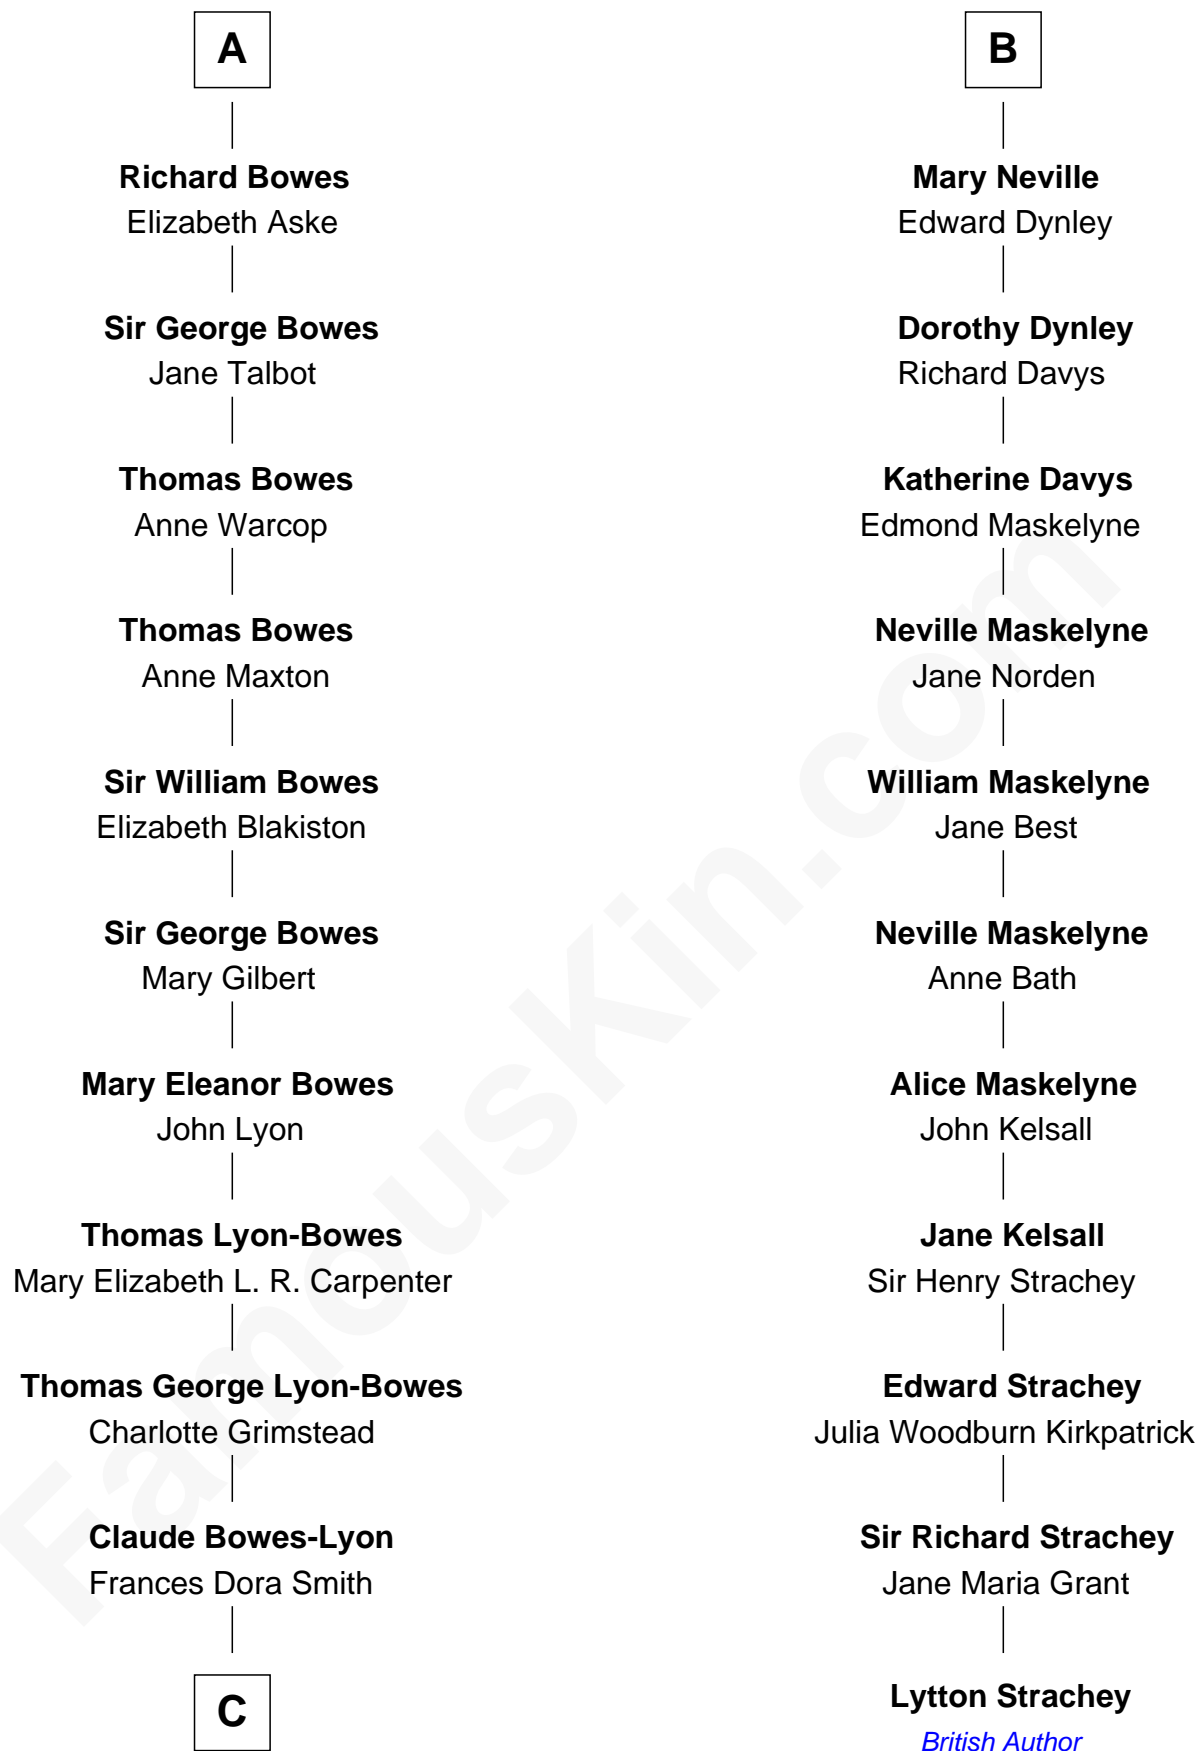 A
Richard Bowes
Elizabeth Aske
Sir George Bowes
Jane Talbot
Thomas Bowes
Anne Warcop
Thomas Bowes
Anne Maxton
Sir William Bowes
Elizabeth Blakiston
Sir George Bowes
Mary Gilbert
Mary Eleanor Bowes
John Lyon
Thomas Lyon-Bowes
Mary Elizabeth L. R. Carpenter
Thomas George Lyon-Bowes
Charlotte Grimstead
Claude Bowes-Lyon
Frances Dora Smith
C
B
Mary Neville
Edward Dynley
Dorothy Dynley
Richard Davys
Katherine Davys
Edmond Maskelyne
Neville Maskelyne
Jane Norden
William Maskelyne
Jane Best
Neville Maskelyne
Anne Bath
Alice Maskelyne
John Kelsall
Jane Kelsall
Sir Henry Strachey
Edward Strachey
Julia Woodburn Kirkpatrick
Sir Richard Strachey
Jane Maria Grant
Lytton Strachey
British Author
FamousKin.com